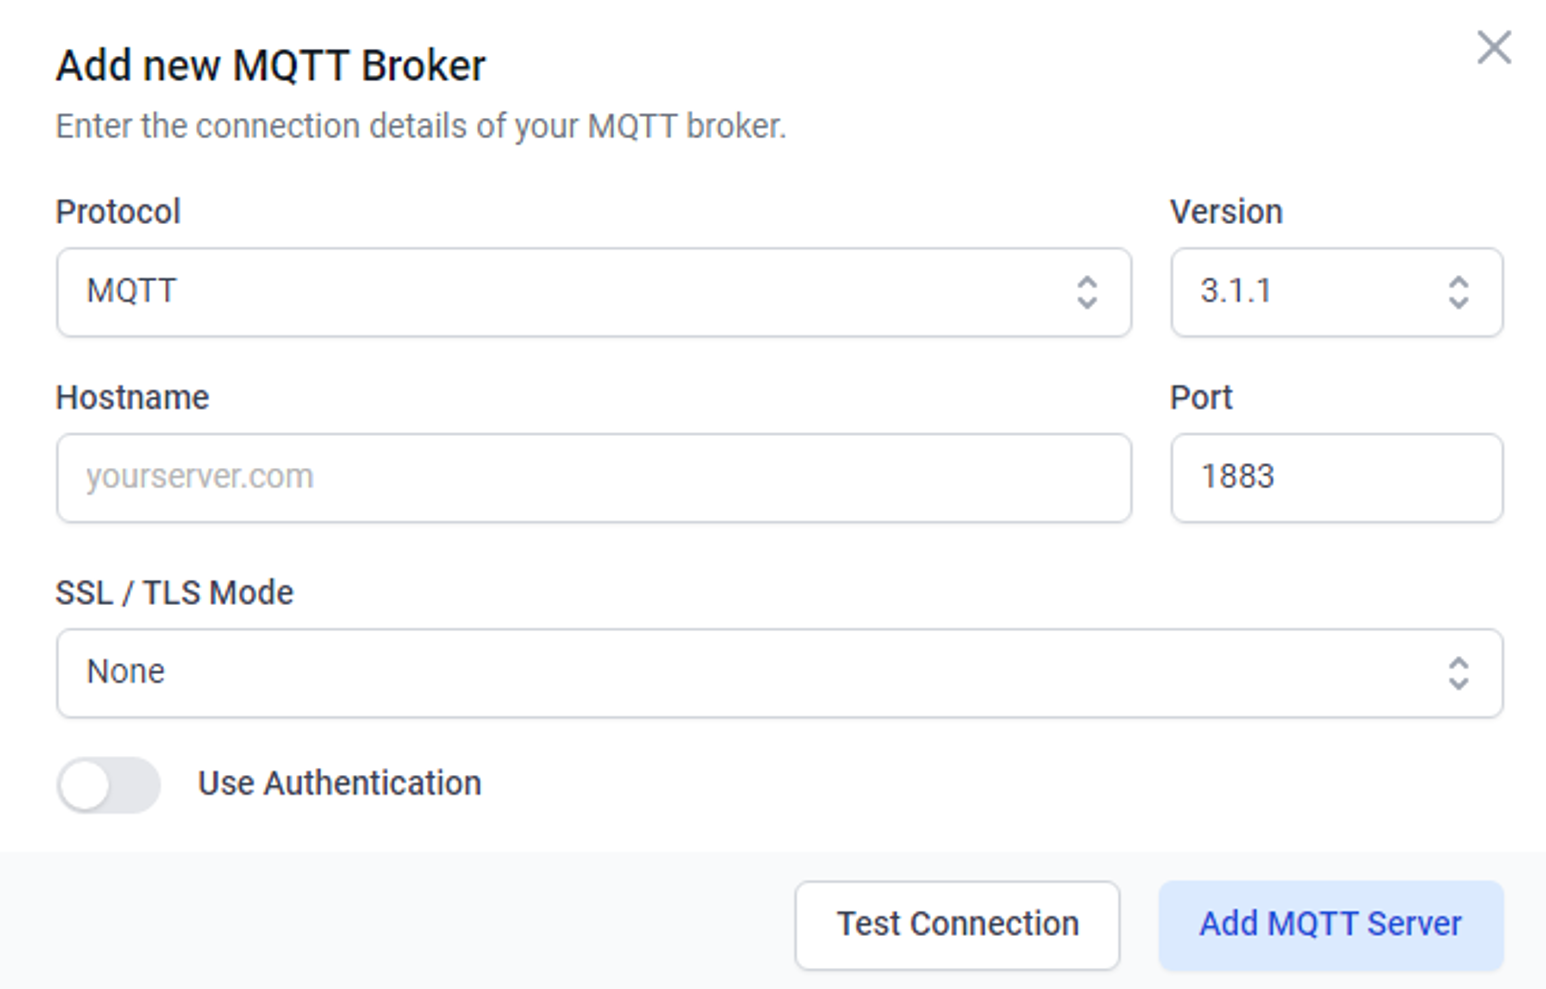 Add new MQTT Broker
Enter the connection details of your MQTT broker.
Protocol
Version
MQTT
3.1.1
Hostname
Port
yourserver.com
1883
SSL / TLS Mode
None
Use Authentication
Test Connection
Add MQTT Server